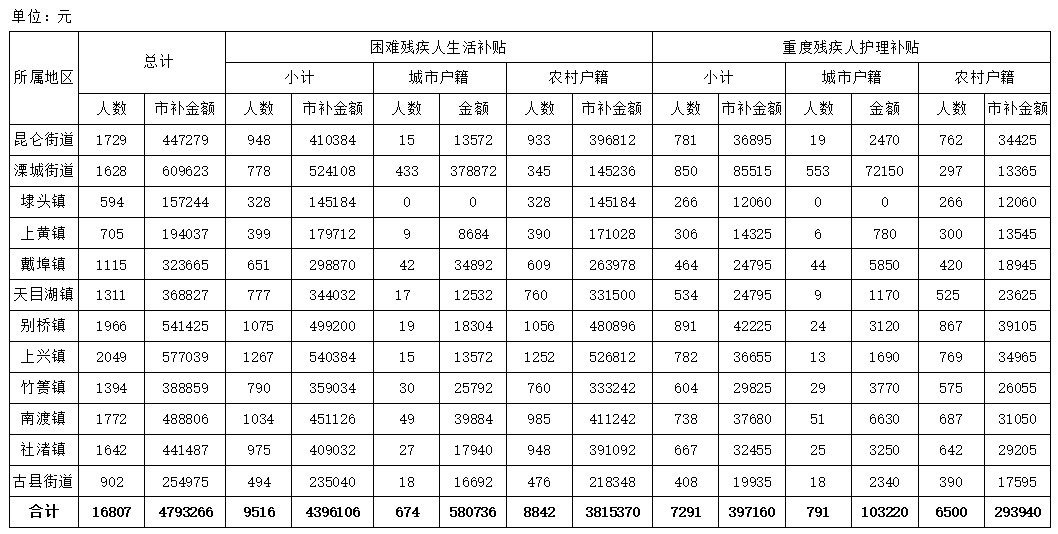 单位：元
所属地区 总计 困难残疾人生活补贴 重度残疾人护理补贴
小计 城市户籍 农村户籍 小计 城市户籍 农村户籍
人数 市补金额 人数 市补金额 人数 金额 人数 市补金额 人数 市补金额 人数 金额 人数 市补金额
昆仑街道 1729 447279 948 410384 15 13572 933 396812 781 36895 19 2470 762 34425
溧城街道 1628 609623 778 524108 433 378872 345 145236 850 85515 553 72150 297 13365
埭头镇 594 157244 328 145184 0 0 328 145184 266 12060 0 0 266 12060
上黄镇 705 194037 399 179712 9 8684 390 171028 306 14325 6 780 300 13545
戴埠镇 1115 323665 651 298870 42 34892 609 263978 464 24795 44 5850 420 18945
天目湖镇 1311 368827 777 344032 17 12532 760 331500 534 24795 9 1170 525 23625
别桥镇 1966 541425 1075 499200 19 18304 1056 480896 891 42225 24 3120 867 39105
上兴镇 2049 577039 1267 540384 15 13572 1252 526812 782 36655 13 1690 769 34965
竹箦镇 1394 388859 790 359034 30 25792 760 333242 604 29825 29 3770 575 26055
南渡镇 1772 488806 1034 451126 49 39884 985 411242 738 37680 51 6630 687 31050
社渚镇 1642 441487 975 409032 27 17940 948 391092 667 32455 25 3250 642 29205
古县街道 902 254975 494 235040 18 16692 476 218348 408 19935 18 2340 390 17595
合计 16807 4793266 9516 4396106 674 580736 8842 3815370 7291 397160 791 103220 6500 293940